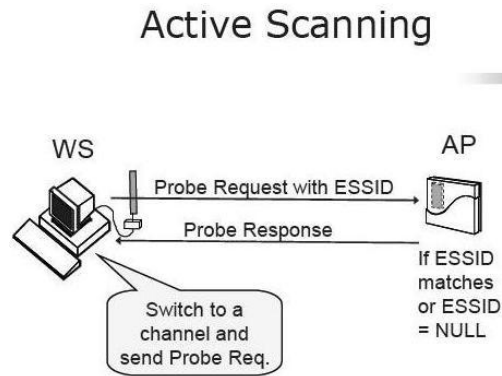 Active Scanning
WS
AP
Probe Request with ESSID
Probe Response
If ESSID
matches
or ESSID
= NULL
Switch to a
channel and
send Probe Req.